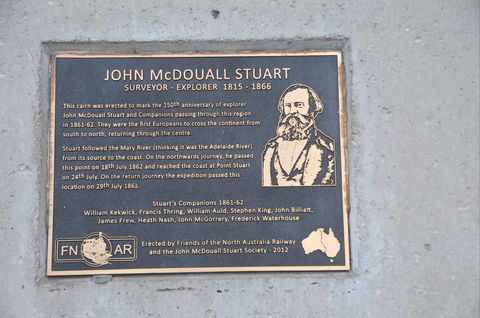 JOHN McDOUALL STUART
SURVEYOR - EXPLORER 1815 - 1866
This cairn was erected to mark the 150th anniversary of explorer
John McDouall Stuart and Companions passing through this region
in 1861-62. They were the first Europeans to cross the continent from
south to north, returning through the centre.
Stuart followed the Mary River (thinking it was the Adelaide River)
from its source to the coast. On the northwards journey, he passed
this point on 18th July 1862 and reached the coast at Point Stuart
on 24th July. On the return journey the expedition passed this
location on 29th July 1862.
Stuart's Companions 1861-62:
William Kekwick, Francis Thring, William Auld, Stephen King, John Billiatt,
James Frew, Heath Nash, John McGorrery, Frederick Waterhouse
FN AR
Erected by Friends of the North Australia Railway
and the John McDouall Stuart Society - 2012